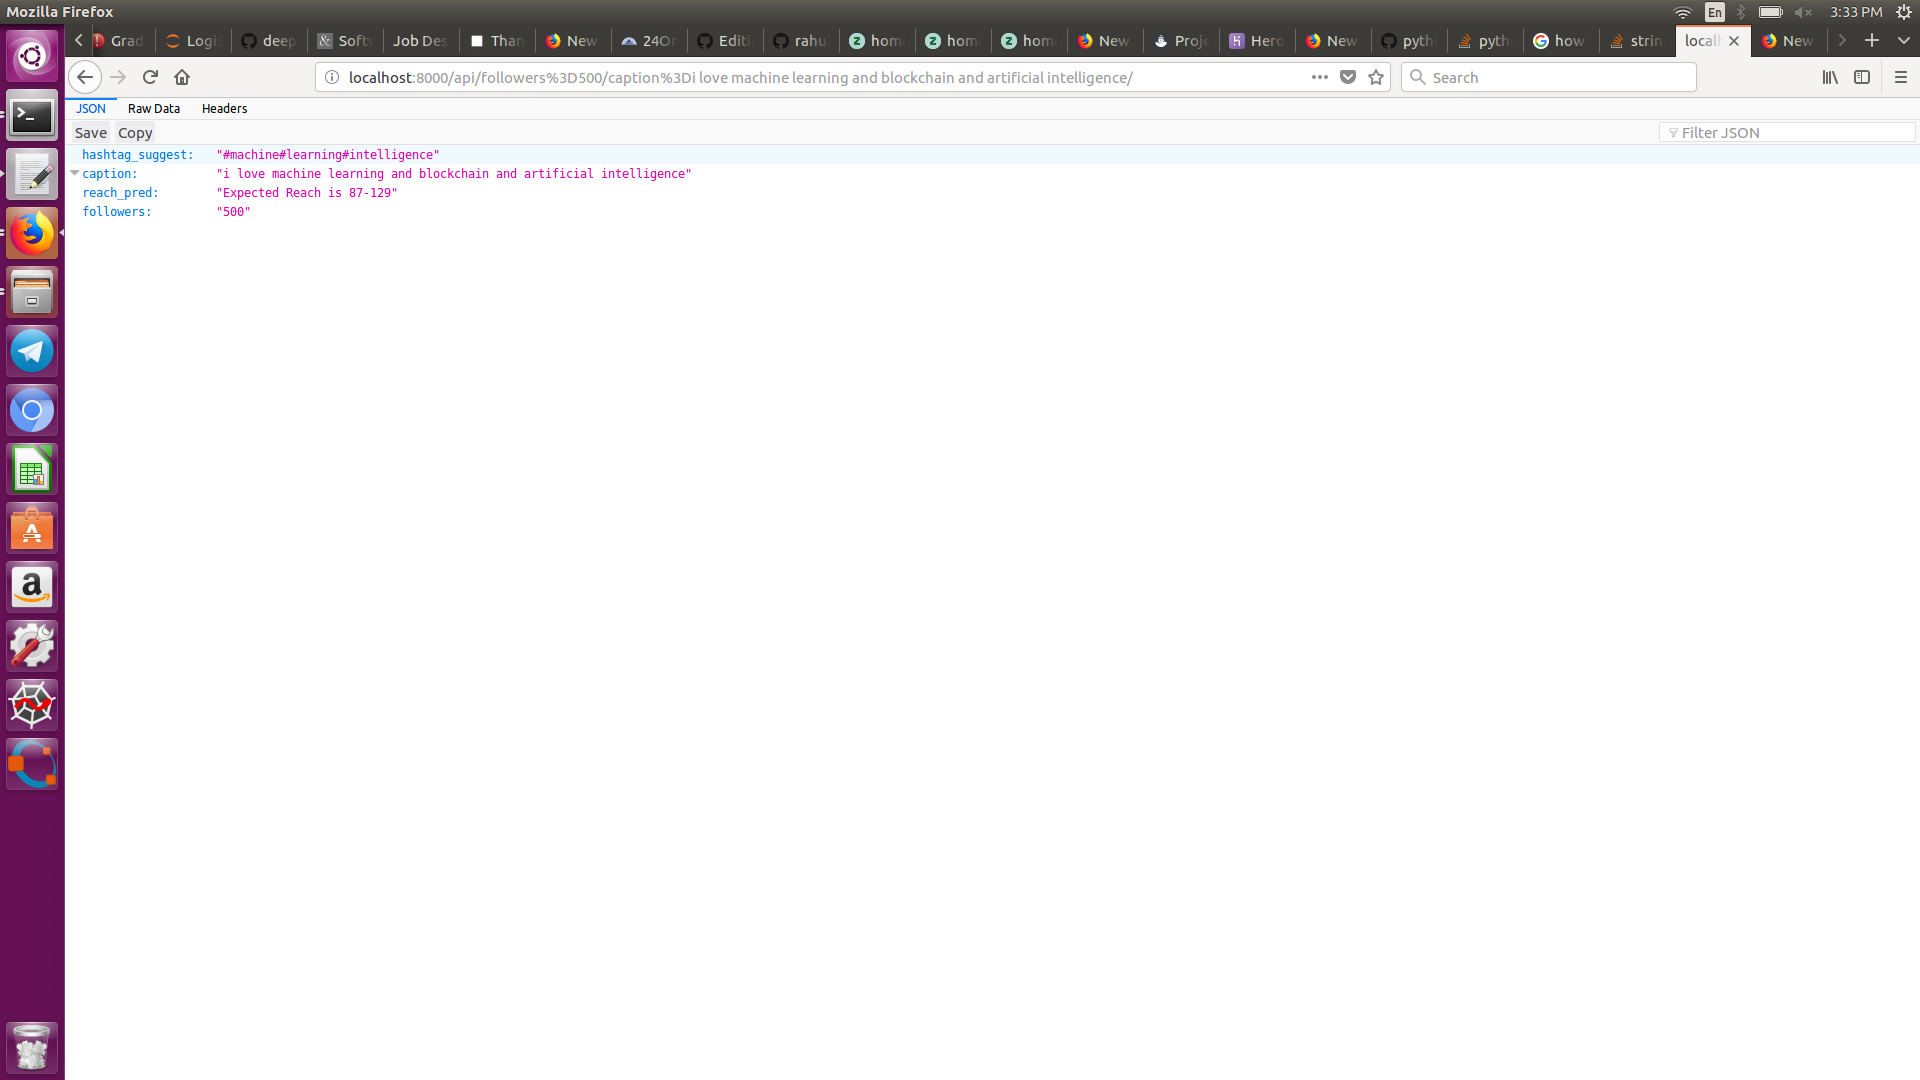 Mozilla Firefox
En
3:33 PM
Grad
Logi
deep
Soft
Job Des
Than
New
24Or
Editi
rahu
hom
hom
hom
New
Proje
Hero
New
pyth
pyth
how
strin
localh
New
localhost:8000/api/followers%3D500/caption%3Di love machine learning and blockchain and artificial intelligence/
Search
JSON
Raw Data
Headers
Save
Copy
Filter JSON
hashtag_suggest: "#machine#learning#intelligence"
caption: "i love machine learning and blockchain and artificial intelligence"
reach_pred: "Expected Reach is 87-129"
followers: "500"